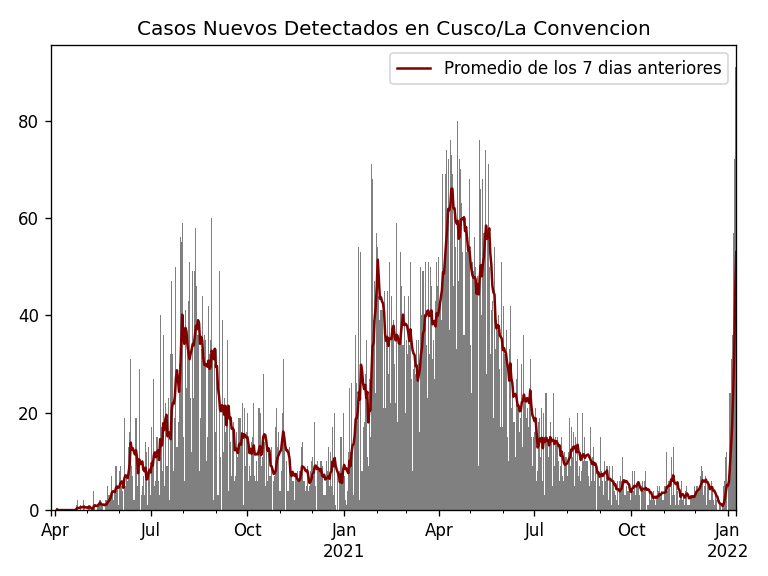 Casos Nuevos Detectados en Cusco/La Convencion
Promedio de los 7 dias anteriores
80
60
40
20
0
Apr Jul Oct Jan Apr Jul Oct Jan
2021 2022